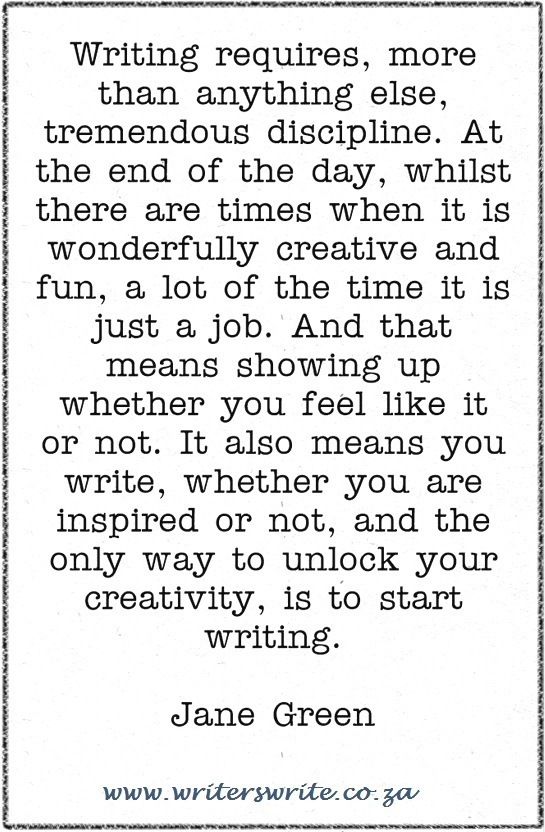 Writing requires, more
than anything else,
tremendous discipline. At
the end of the day, whilst
there are times when it is
wonderfully creative and
fun, a lot of the time it is
just a job. And that
means showing up
whether you feel like it
or not. It also means you
write, whether you are
inspired or not, and the
only way to unlock your
creativity, is to start
writing.
Jane Green
www.writerswrite.co.za